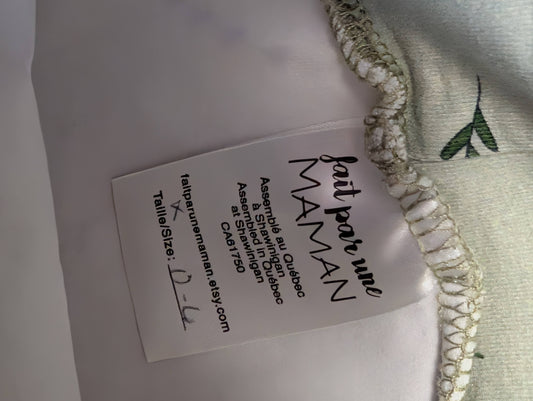 fait par une
MAMAN
Assemblé au Québec
à Shawinigan
Assembled in Québec
at Shawinigan
CA61750
faitparunemaman.etsy.com
Taille/Size: 0-6